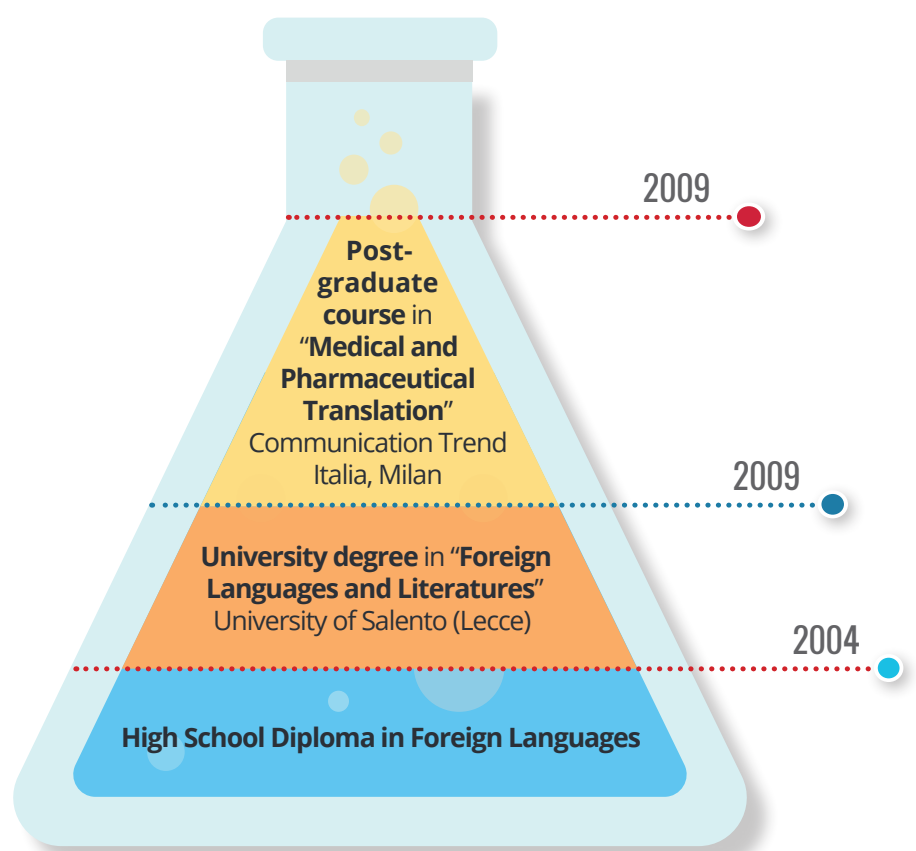 2009
Post-
graduate
course in
“Medical and
Pharmaceutical
Translation”
Communication Trend
Italia, Milan
2009
University degree in “Foreign
Languages and Literatures”
University of Salento (Lecce)
2004
High School Diploma in Foreign Languages